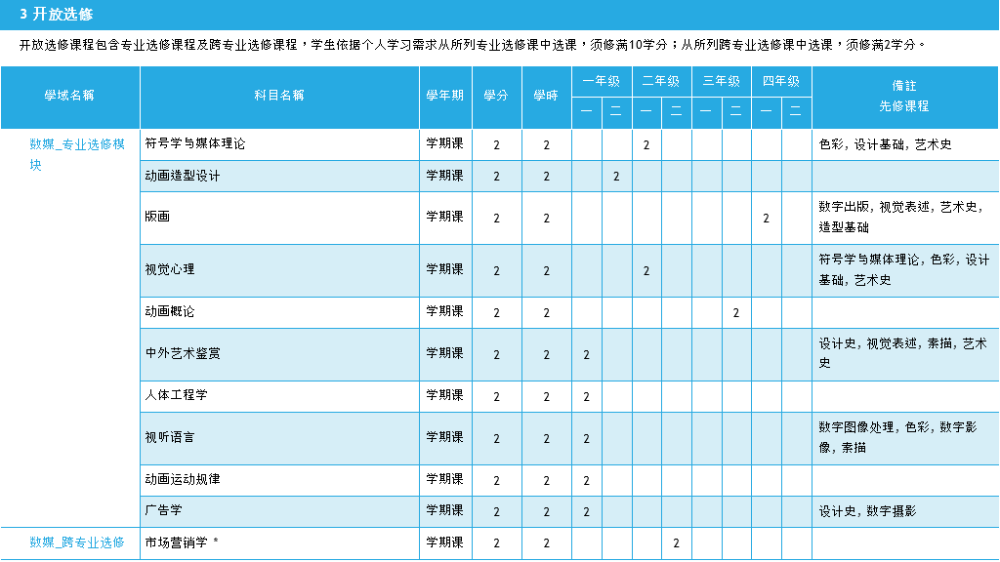 3 开放选修
开放选修课程包含专业选修课程及跨专业选修课程，学生依据个人学习需求从所列专业选修课中选课，须修满10学分；从所列跨专业选修课中选课，须修满2学分。
學域名稱 科目名稱 學年期 學分 學時 一年级 二年级 三年级 四年级 備註
先修课程
一 二 一 二 一 二 一 二
数媒_专业选修模
块
符号学与媒体理论 学期课 2 2 2 色彩, 设计基础, 艺术史
动画造型设计 学期课 2 2 2
版画 学期课 2 2 2 数字出版, 视觉表述, 艺术史,
造型基础
视觉心理 学期课 2 2 2 符号学与媒体理论, 色彩, 设计
基础, 艺术史
动画概论 学期课 2 2 2
中外艺术鉴赏 学期课 2 2 2 设计史, 视觉表述, 素描, 艺术
史
人体工程学 学期课 2 2 2
视听语言 学期课 2 2 2 数字图像处理, 色彩, 数字影
像, 素描
动画运动规律 学期课 2 2 2
广告学 学期课 2 2 2 设计史, 数字摄影
数媒_跨专业选修 市场营销学 * 学期课 2 2 2